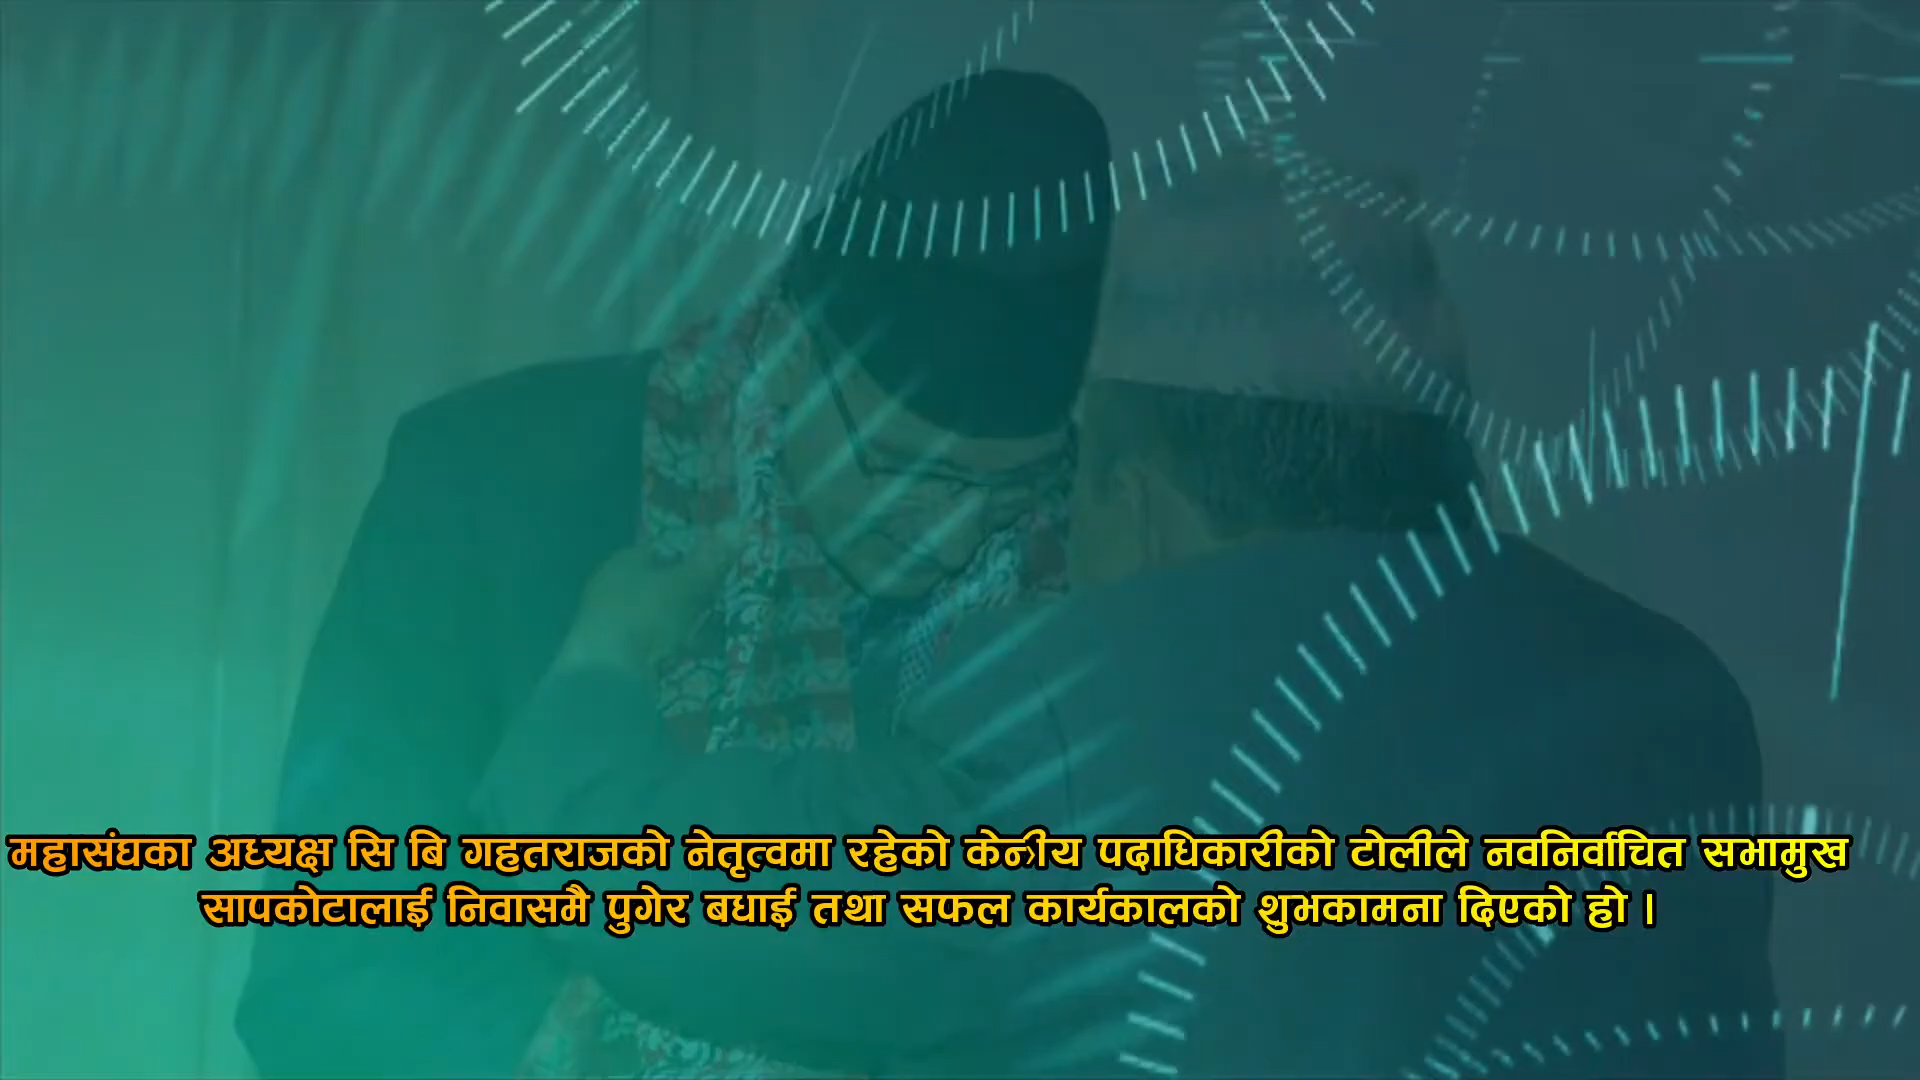 महासंघका अध्यक्ष सि बि गहतराजको नेतृत्वमा रहेको केन्द्रीय पदाधिकारीको टोलीले नवनिर्वाचित सभामुख
सापकोटालाई निवासमै पुगेर बधाई तथा सफल कार्यकालको शुभकामना दिएको हो ।